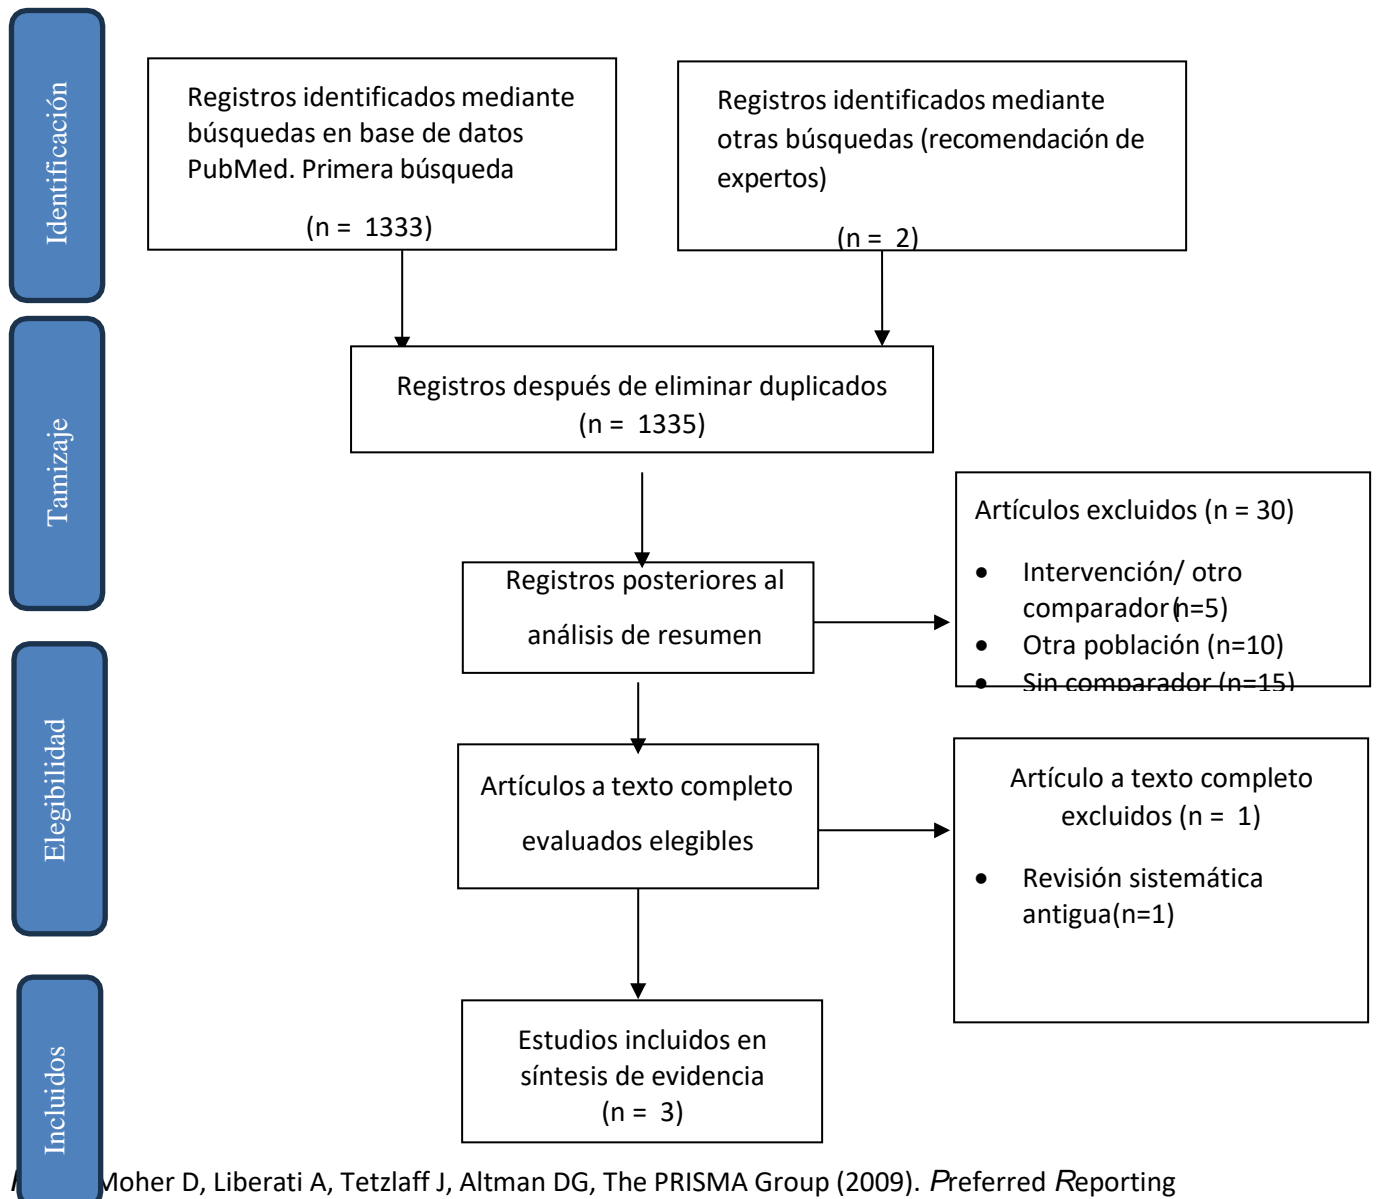 Identificación
Registros identificados mediante
búsquedas en base de datos
PubMed. Primera búsqueda
(n = 1333)
Registros identificados mediante
otras búsquedas (recomendación de
expertos)
(n = 2)
Tamizaje
Registros después de eliminar duplicados
(n = 1335)
Registros posteriores al
análisis de resumen
Artículos excluidos (n = 30)
• Intervención/ otro
comparador(n=5)
• Otra población (n=10)
• Sin comparador (n=15)
Elegibilidad
Artículos a texto completo
evaluados elegibles
Artículo a texto completo
excluidos (n = 1)
• Revisión sistemática
antigua(n=1)
Incluidos
Estudios incluidos en
síntesis de evidencia
(n = 3)
Moher D, Liberati A, Tetzlaff J, Altman DG, The PRISMA Group (2009). Preferred Reporting